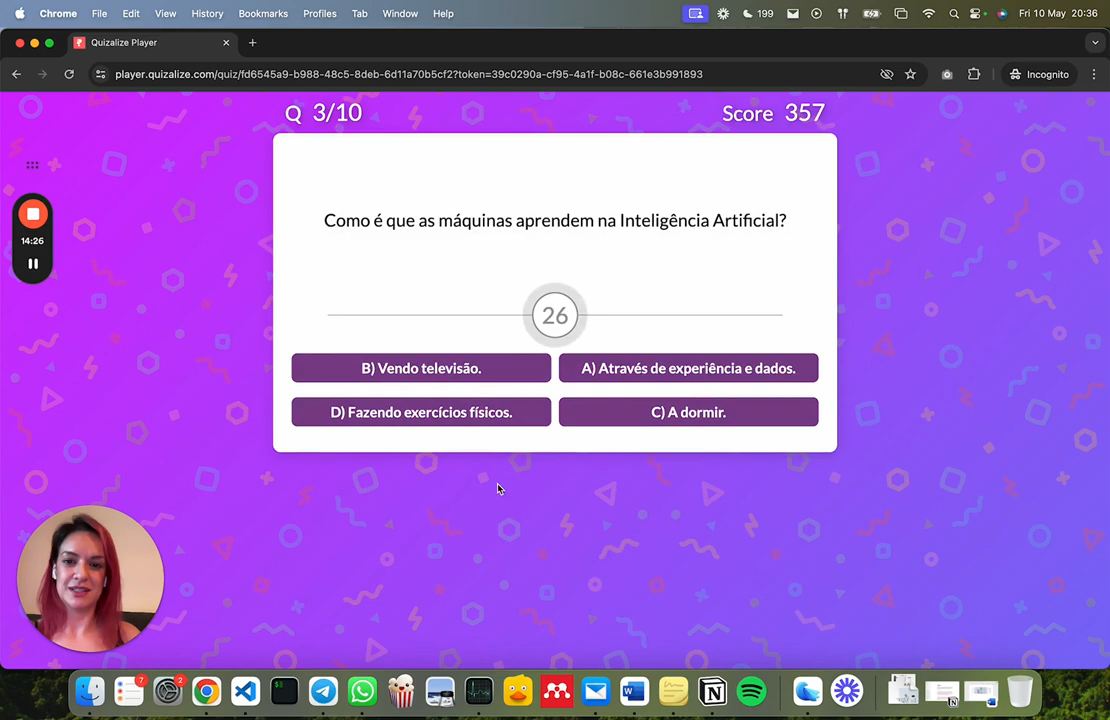 Chrome File Edit View History Bookmarks Profiles Tab Window Help 199 Fri 10 May 20:36
Quizalize Player
player.quizalize.com/quiz/fd6545a9-b988-48c5-8deb-6d11a70b5cf2?token=39c0290a-cf95-4a1f-b08c-661e3b991893 Incognito
Q 3/10 Score 357
Como é que as máquinas aprendem na Inteligência Artificial?
14:26
26
B) Vendo televisão. A) Através de experiência e dados.
D) Fazendo exercícios físicos. C) A dormir.
7 2